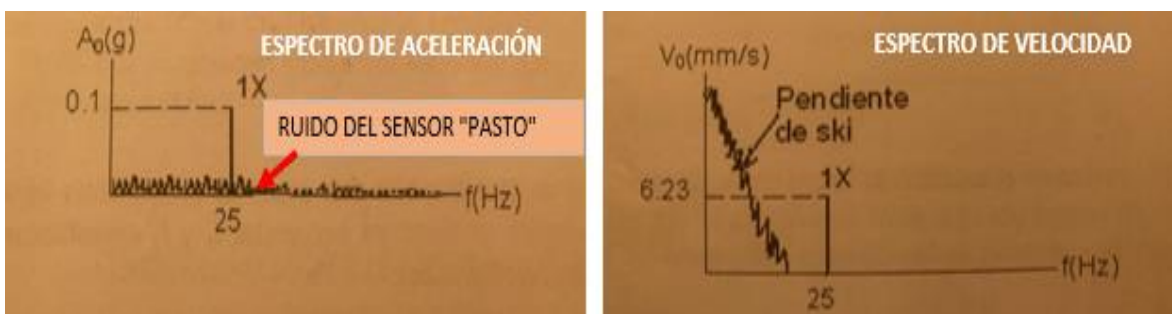 A₀(g)
ESPECTRO DE ACELERACIÓN
0.1
1X
RUIDO DEL SENSOR "PASTO"
f(Hz)
25
ESPECTRO DE VELOCIDAD
V₀(mm/s)
Pendiente
de ski
6.23
1X
f(Hz)
25